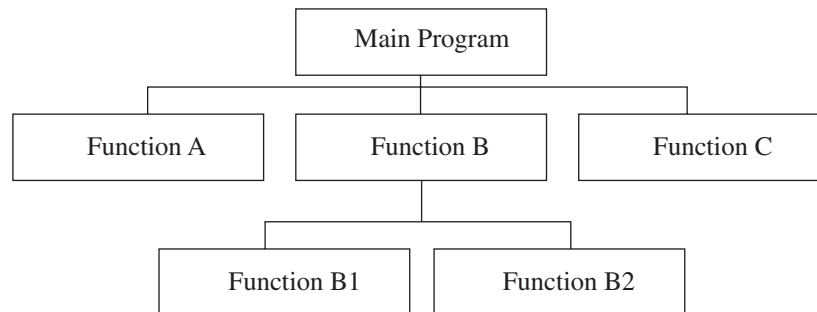 Main Program
Function A
Function B
Function C
Function B1
Function B2